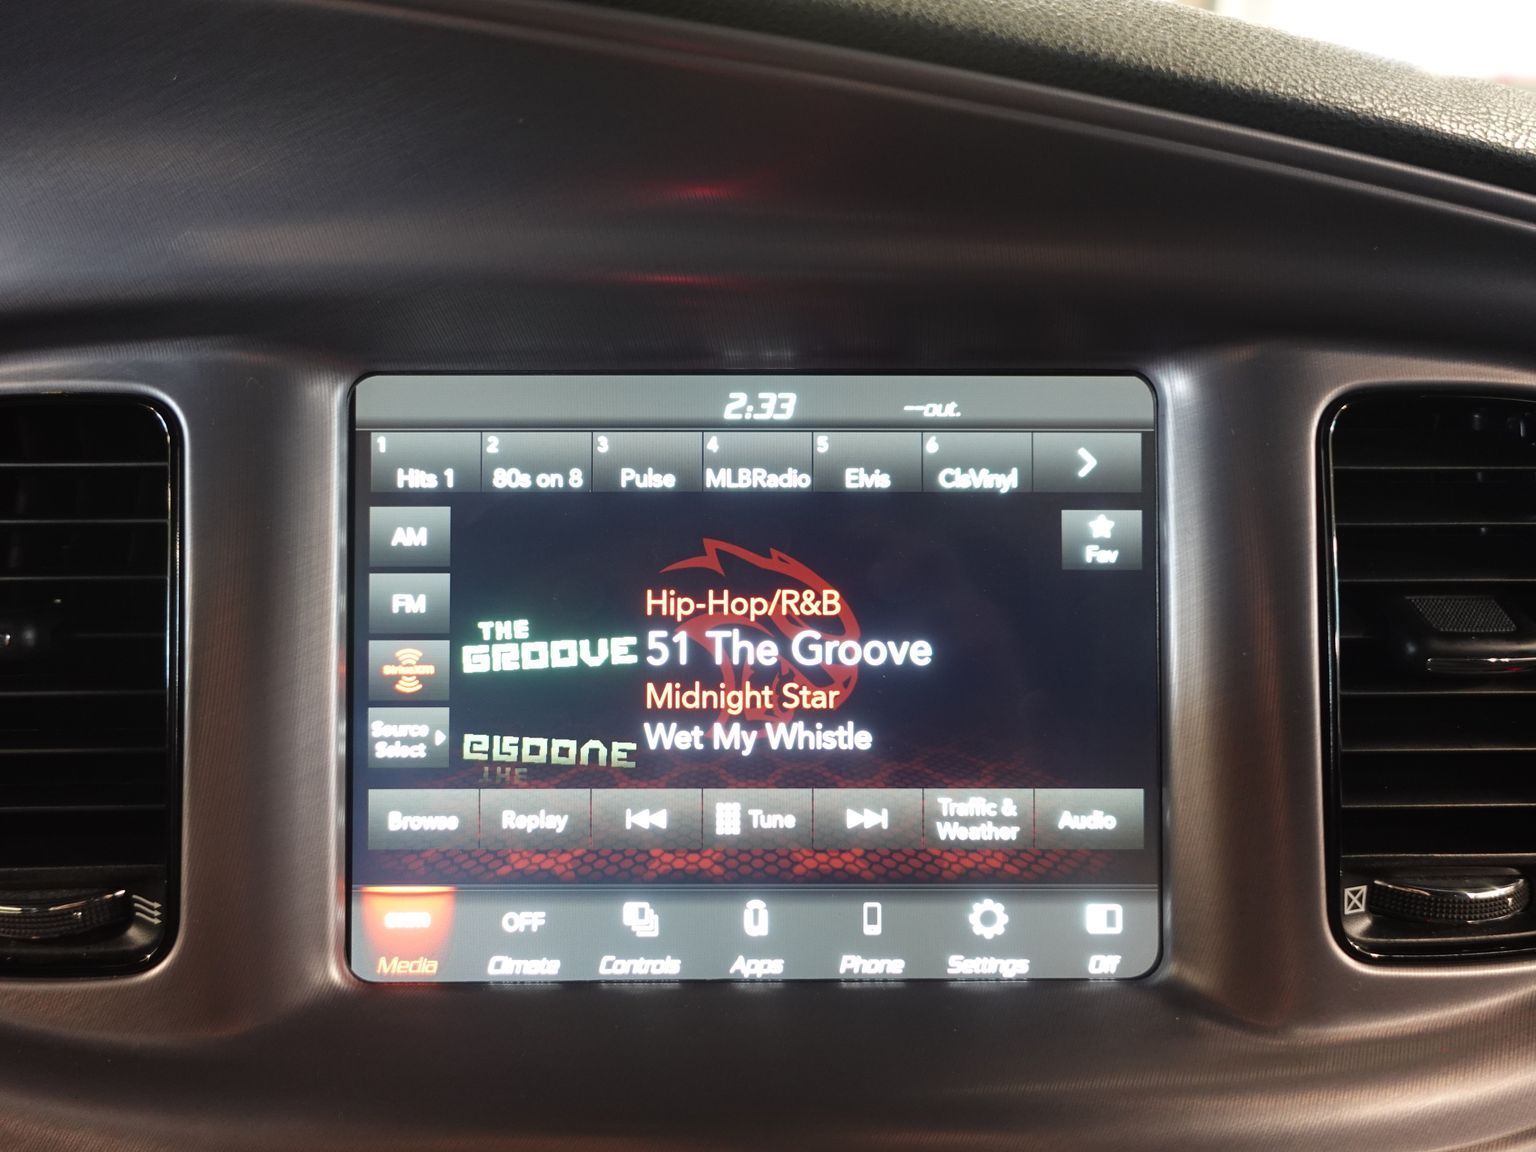 2:33 --out.
1 Hits 1
2 80s on 8
3 Pulse
4 MLBRadio
5 Elvis
6 ClsVinyl
AM
FM
SiriusXM
Source
Select
Fav
THE
GROOVE
Hip-Hop/R&B
51 The Groove
Midnight Star
Wet My Whistle
Browse
Replay
Tune
Traffic &
Weather
Audio
Media
OFF
Climate
Controls
Apps
Phone
Settings
Off